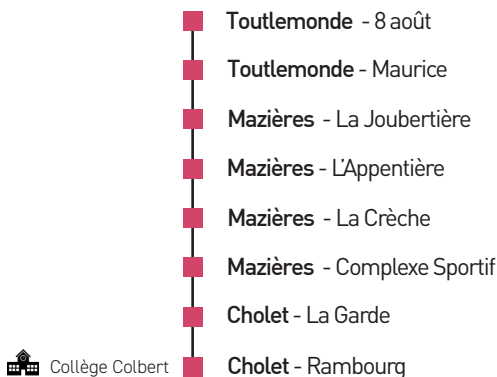 Toutlemonde - 8 août
Toutlemonde - Maurice
Mazières - La Joubertière
Mazières - L'Appentière
Mazières - La Crèche
Mazières - Complexe Sportif
Cholet - La Garde
Collège Colbert Cholet - Rambourg